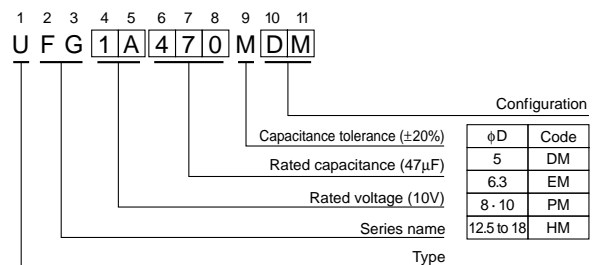 1 2 3 4 5 6 7 8 9 10 11
U F G 1 A 4 7 0 M D M
Configuration
Capacitance tolerance (±20%)
Rated capacitance (47μF)
Rated voltage (10V)
Series name
Type
φD Code
5 DM
6.3 EM
8 · 10 PM
12.5 to 18 HM